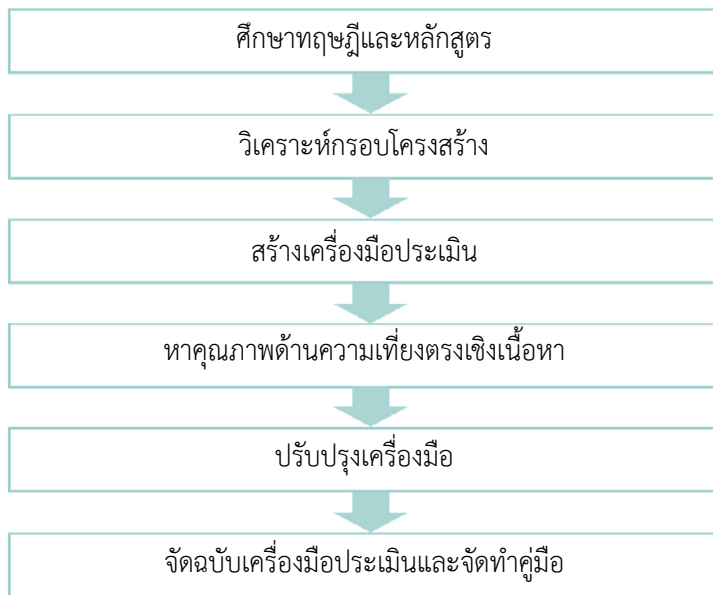 ศึกษาทฤษฎีและหลักสูตร
วิเคราะห์กรอบโครงสร้าง
สร้างเครื่องมือประเมิน
หาคุณภาพด้านความเที่ยงตรงเชิงเนื้อหา
ปรับปรุงเครื่องมือ
จัดฉบับเครื่องมือประเมินและจัดทำคู่มือ